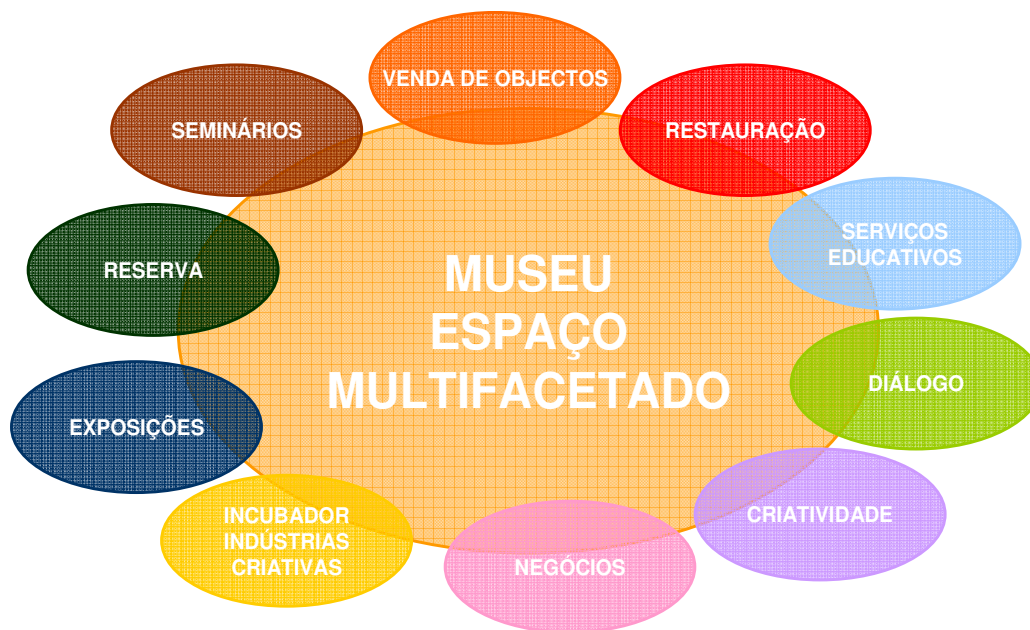 VENDA DE OBJECTOS
SEMINÁRIOS
RESTAURAÇÃO
SERVIÇOS
EDUCATIVOS
RESERVA
MUSEU
ESPAÇO
MULTIFACETADO
DIÁLOGO
EXPOSIÇÕES
CRIATIVIDADE
INCUBADOR
INDÚSTRIAS
CRIATIVAS
NEGÓCIOS